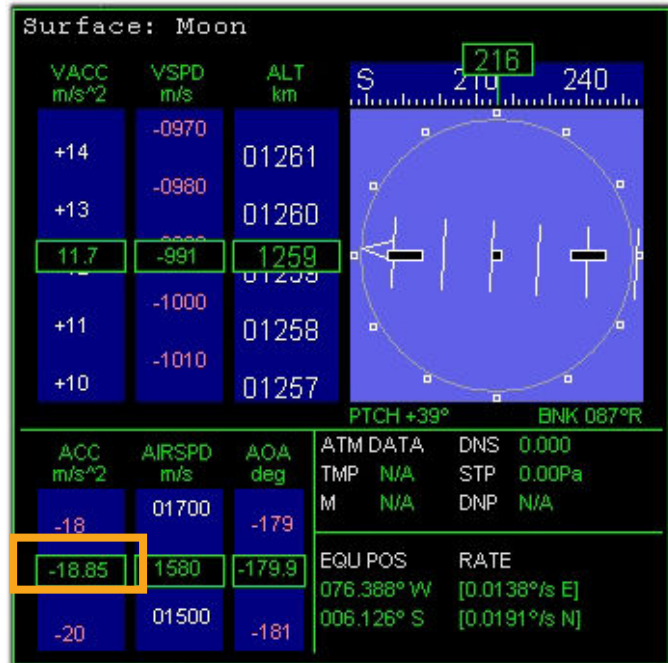 Surface: Moon
VACC VSPD ALT
m/s^2 m/s km
S 210 240
216
-0970
+14 01261
-0980
+13 01260
11.7 -991 1259
-1000
+11 01258
-1010
+10 01257
PTCH +39° BNK 087°R
ACC AIRSPD AOA
m/s^2 m/s deg
-18 01700 -179
-18.85 1580 -179.9
-20 01500 -181
ATM DATA DNS 0.000
TMP N/A STP 0.00Pa
M N/A DNP N/A
EQU POS RATE
076.388° W [0.0138°/s E]
006.126° S [0.0191°/s N]